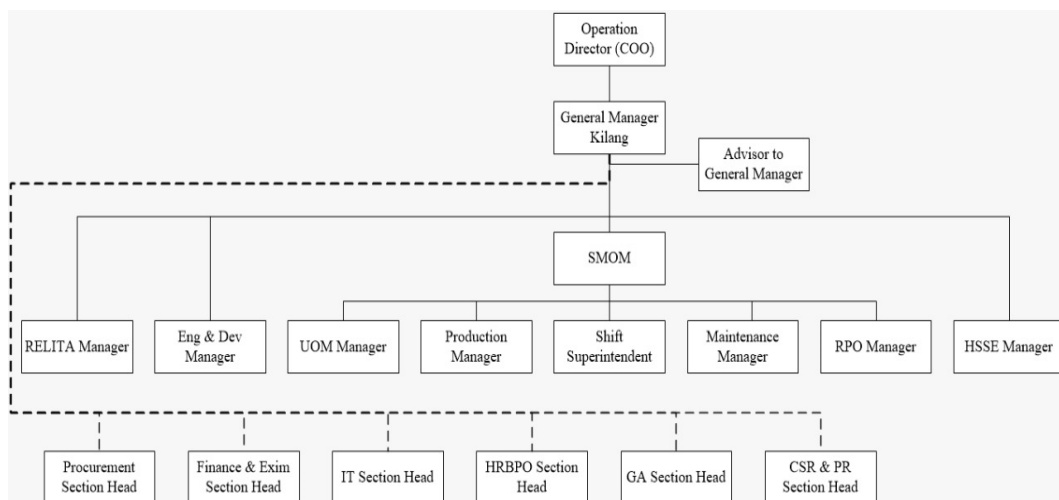 Operation
Director (COO)
General Manager
Kilang
Advisor to
General Manager
SMOM
RELITA Manager
Eng & Dev
Manager
UOM Manager
Production
Manager
Shift
Superintendent
Maintenance
Manager
RPO Manager
HSSE Manager
Procurement
Section Head
Finance & Exim
Section Head
IT Section Head
HRBPO Section
Head
GA Section Head
CSR & PR
Section Head